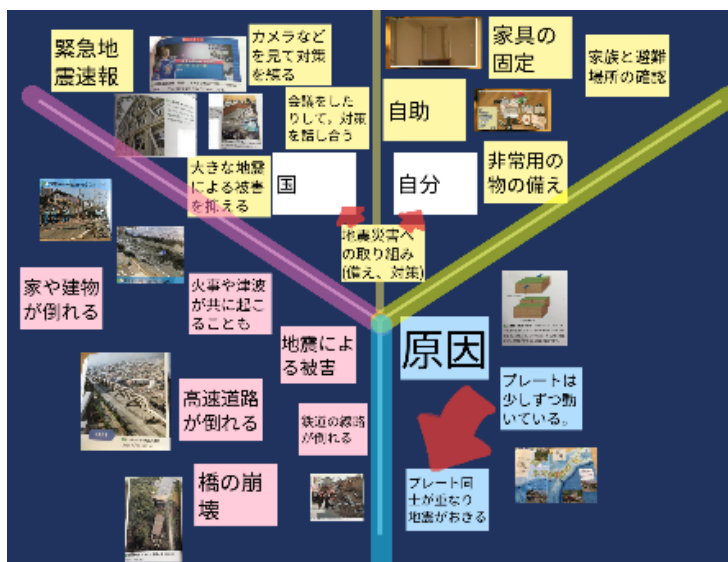 緊急地
震速報
カメラなど
を見て対策
を練る
会議をした
りして，対策
を話し合う
大きな地震
による被害
を抑える
国
家具の
固定
家族と避難
場所の確認
自助
自分
非常用の
物の備え
地震災害へ
の取り組み
(備え、対策)
家や建物
が倒れる
火事や津波
が共に起こ
ることも
地震によ
る被害
高速道路
が倒れる
鉄道の線路
が倒れる
橋の崩
壊
原因
プレートは
少しずつ動
いている。
プレート同
士が重なり
地震がおきる